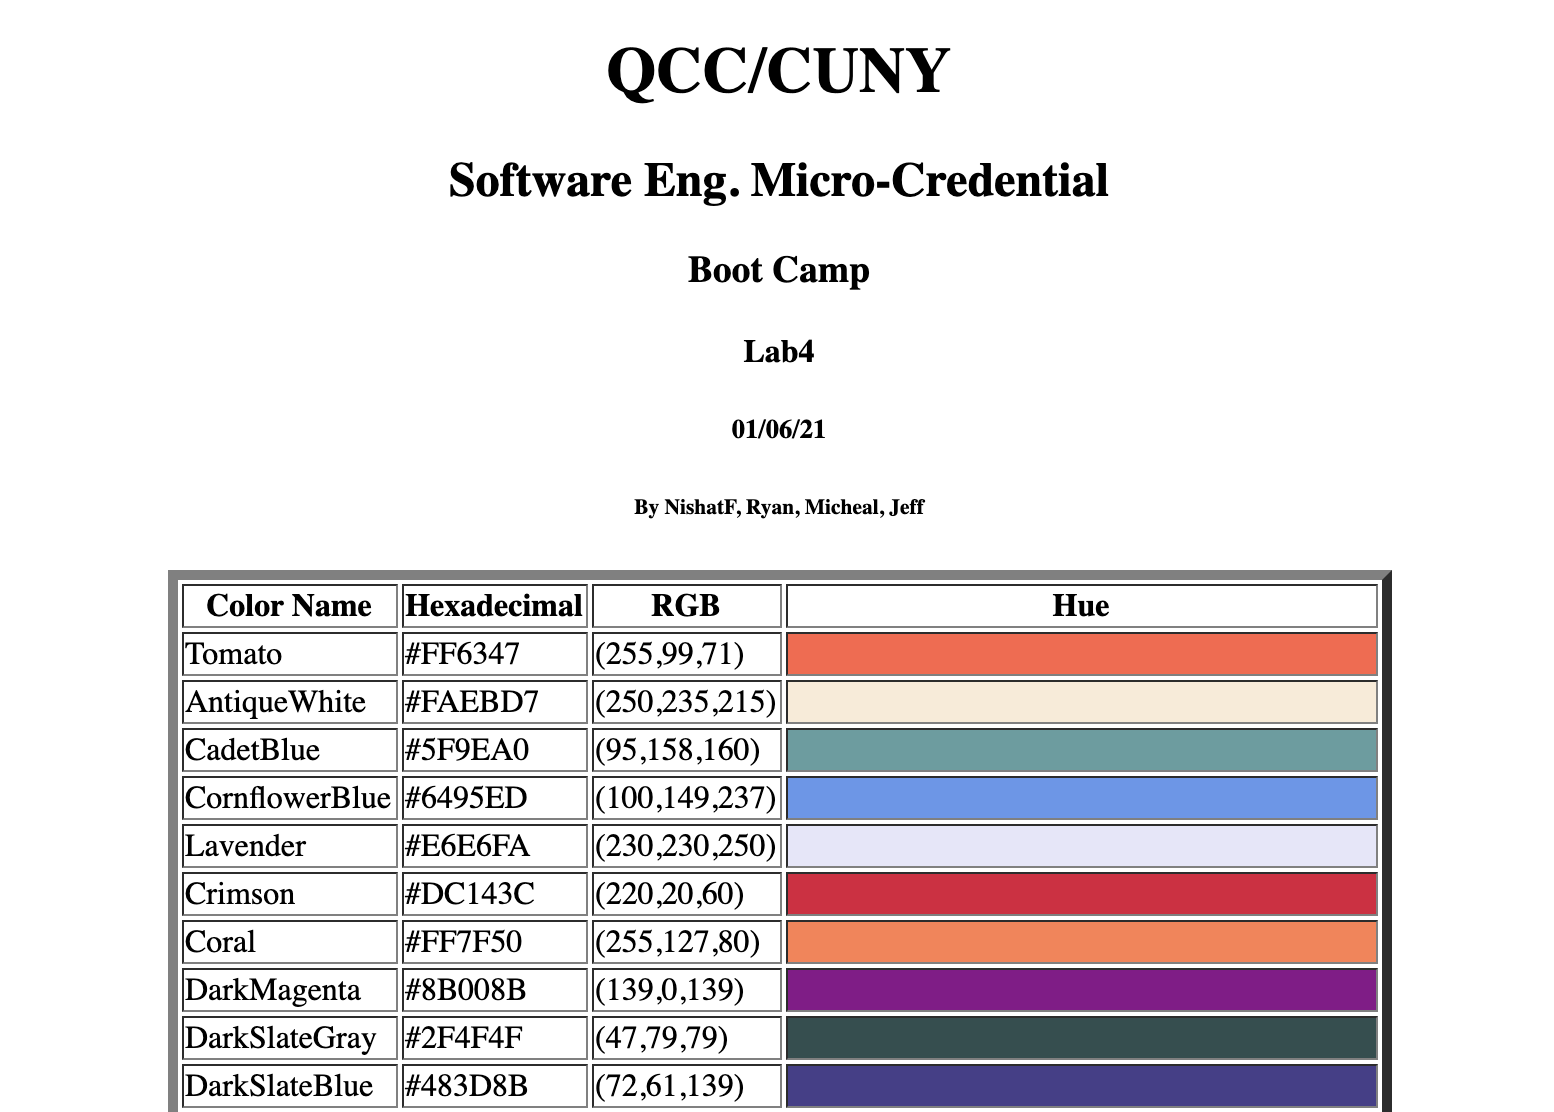 QCC/CUNY
Software Eng. Micro-Credential
Boot Camp
Lab4
01/06/21
By NishatF, Ryan, Micheal, Jeff
Color Name Hexadecimal RGB Hue
Tomato #FF6347 (255,99,71)
AntiqueWhite #FAEBD7 (250,235,215)
CadetBlue #5F9EA0 (95,158,160)
CornflowerBlue #6495ED (100,149,237)
Lavender #E6E6FA (230,230,250)
Crimson #DC143C (220,20,60)
Coral #FF7F50 (255,127,80)
DarkMagenta #8B008B (139,0,139)
DarkSlateGray #2F4F4F (47,79,79)
DarkSlateBlue #483D8B (72,61,139)